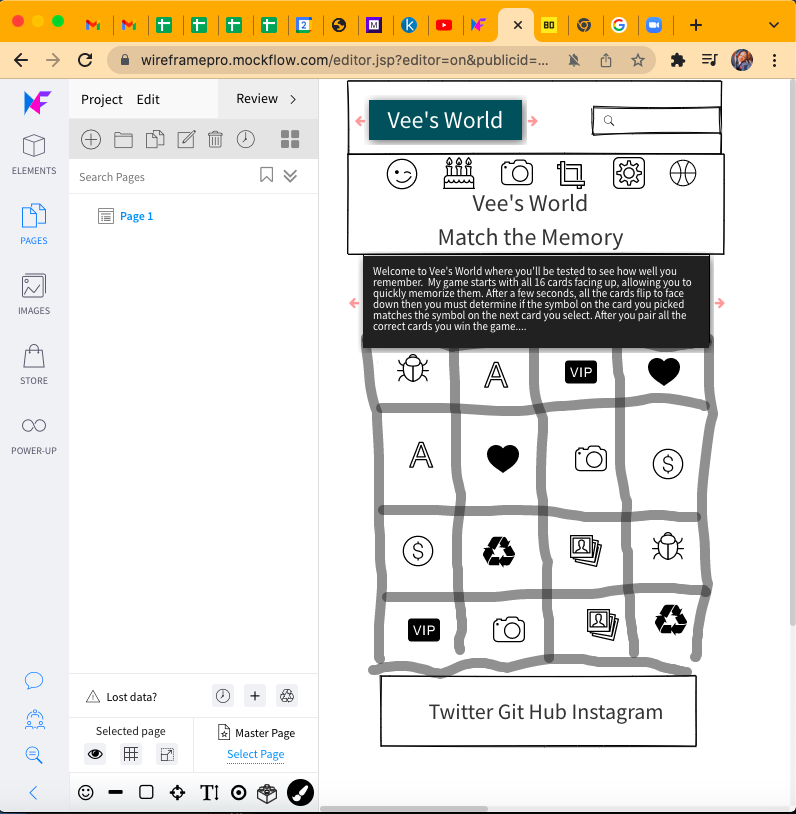 2
M
K
BO
G
wireframepro.mockflow.com/editor.jsp?editor=on&publicid=...
Project Edit Review
ELEMENTS
Search Pages
Page 1
PAGES
IMAGES
STORE
POWER-UP
Lost data?
Selected page
Master Page
Select Page
Vee's World
Vee's World
Match the Memory
Welcome to Vee's World where you'll be tested to see how well you
remember. My game starts with all 16 cards facing up, allowing you to
quickly memorize them. After a few seconds, all the cards flip to face
down then you must determine if the symbol on the card you picked
matches the symbol on the next card you select. After you pair all the
correct cards you win the game....
A VIP
A $
$
VIP
Twitter Git Hub Instagram